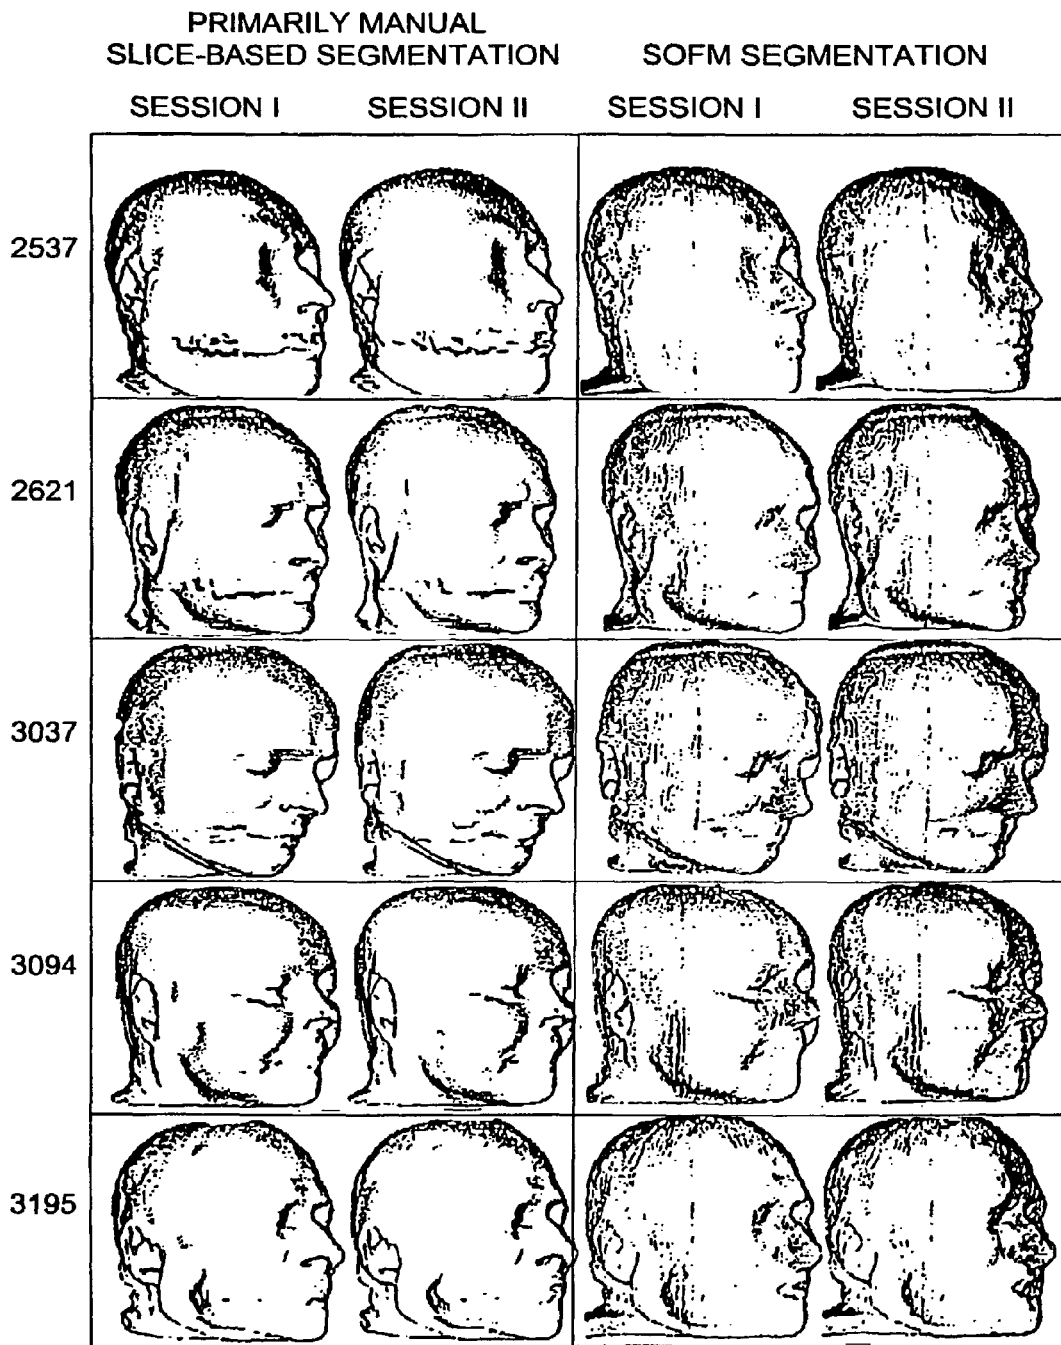 PRIMARILY MANUAL
SLICE-BASED SEGMENTATION
SOFM SEGMENTATION
SESSION I
SESSION II
SESSION I
SESSION II
2537
2621
3037
3094
3195